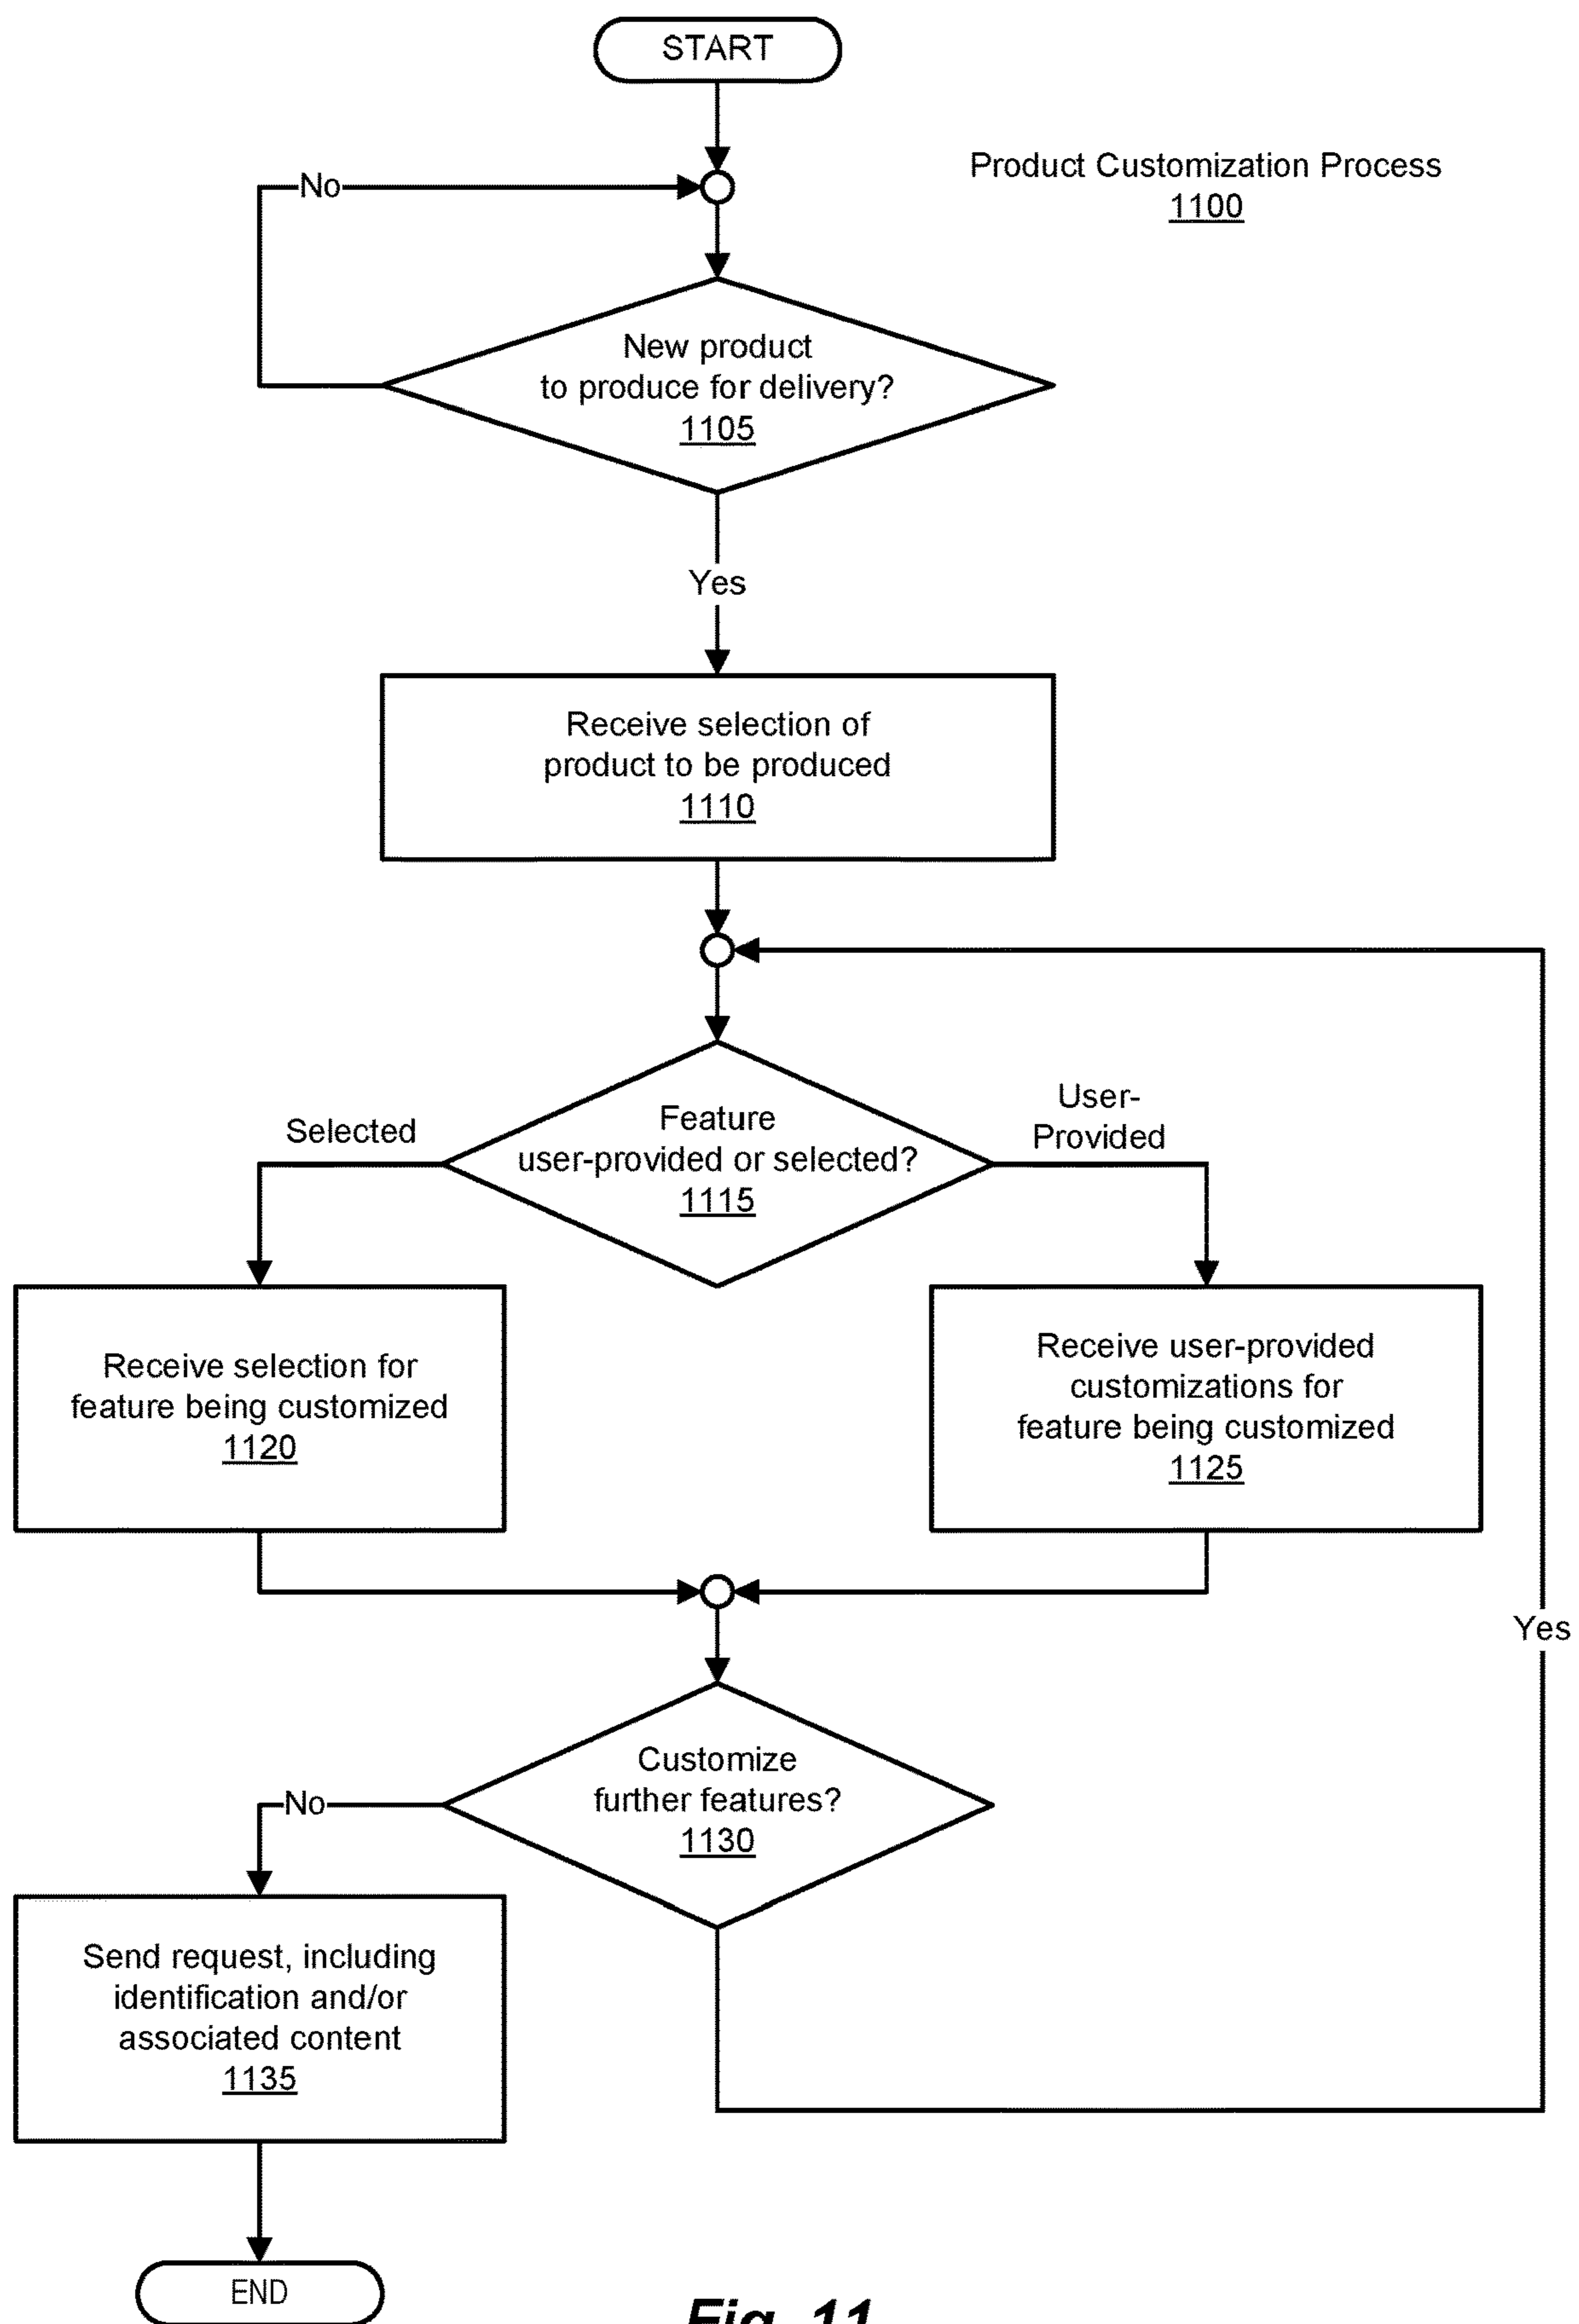 START
Product Customization Process
1100
No
New product
to produce for delivery?
1105
Yes
Receive selection of
product to be produced
1110
Selected
Feature
user-provided or selected?
1115
User-
Provided
Receive selection for
feature being customized
1120
Receive user-provided
customizations for
feature being customized
1125
Yes
Customize
further features?
1130
No
Send request, including
identification and/or
associated content
1135
END
Fig. 11